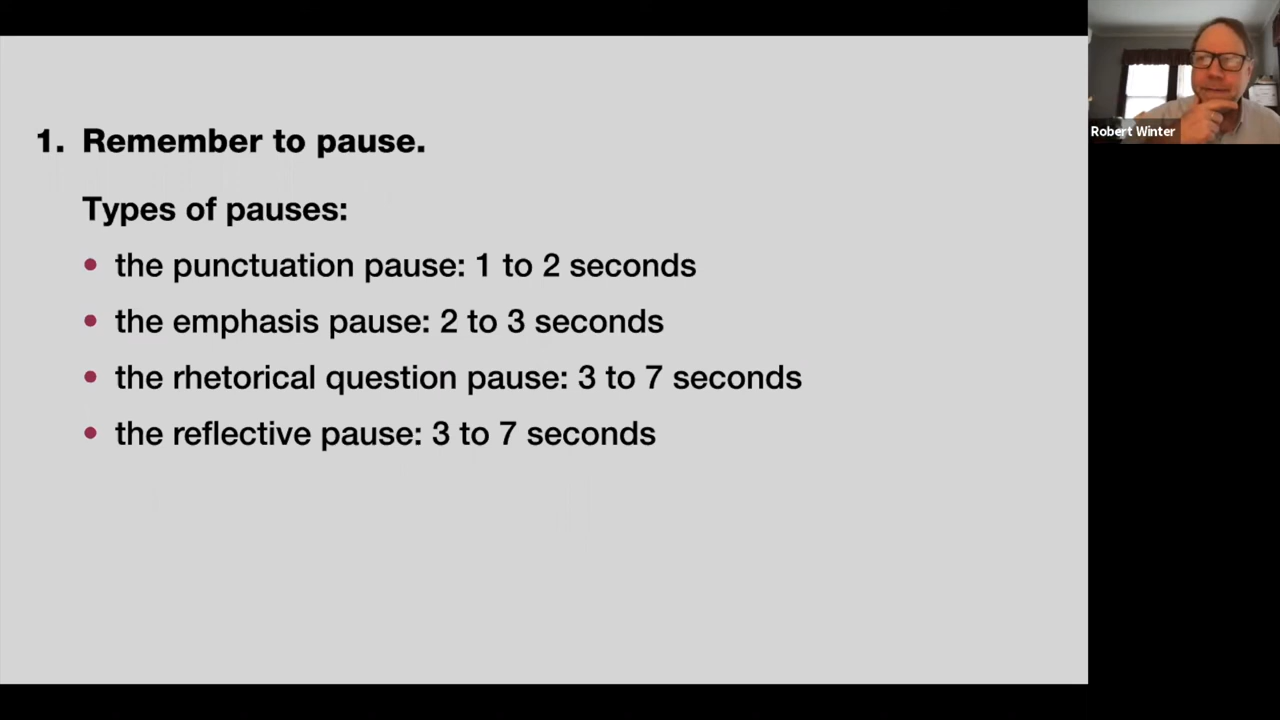 1. Remember to pause.
Types of pauses:
• the punctuation pause: 1 to 2 seconds
• the emphasis pause: 2 to 3 seconds
• the rhetorical question pause: 3 to 7 seconds
• the reflective pause: 3 to 7 seconds
Robert Winter